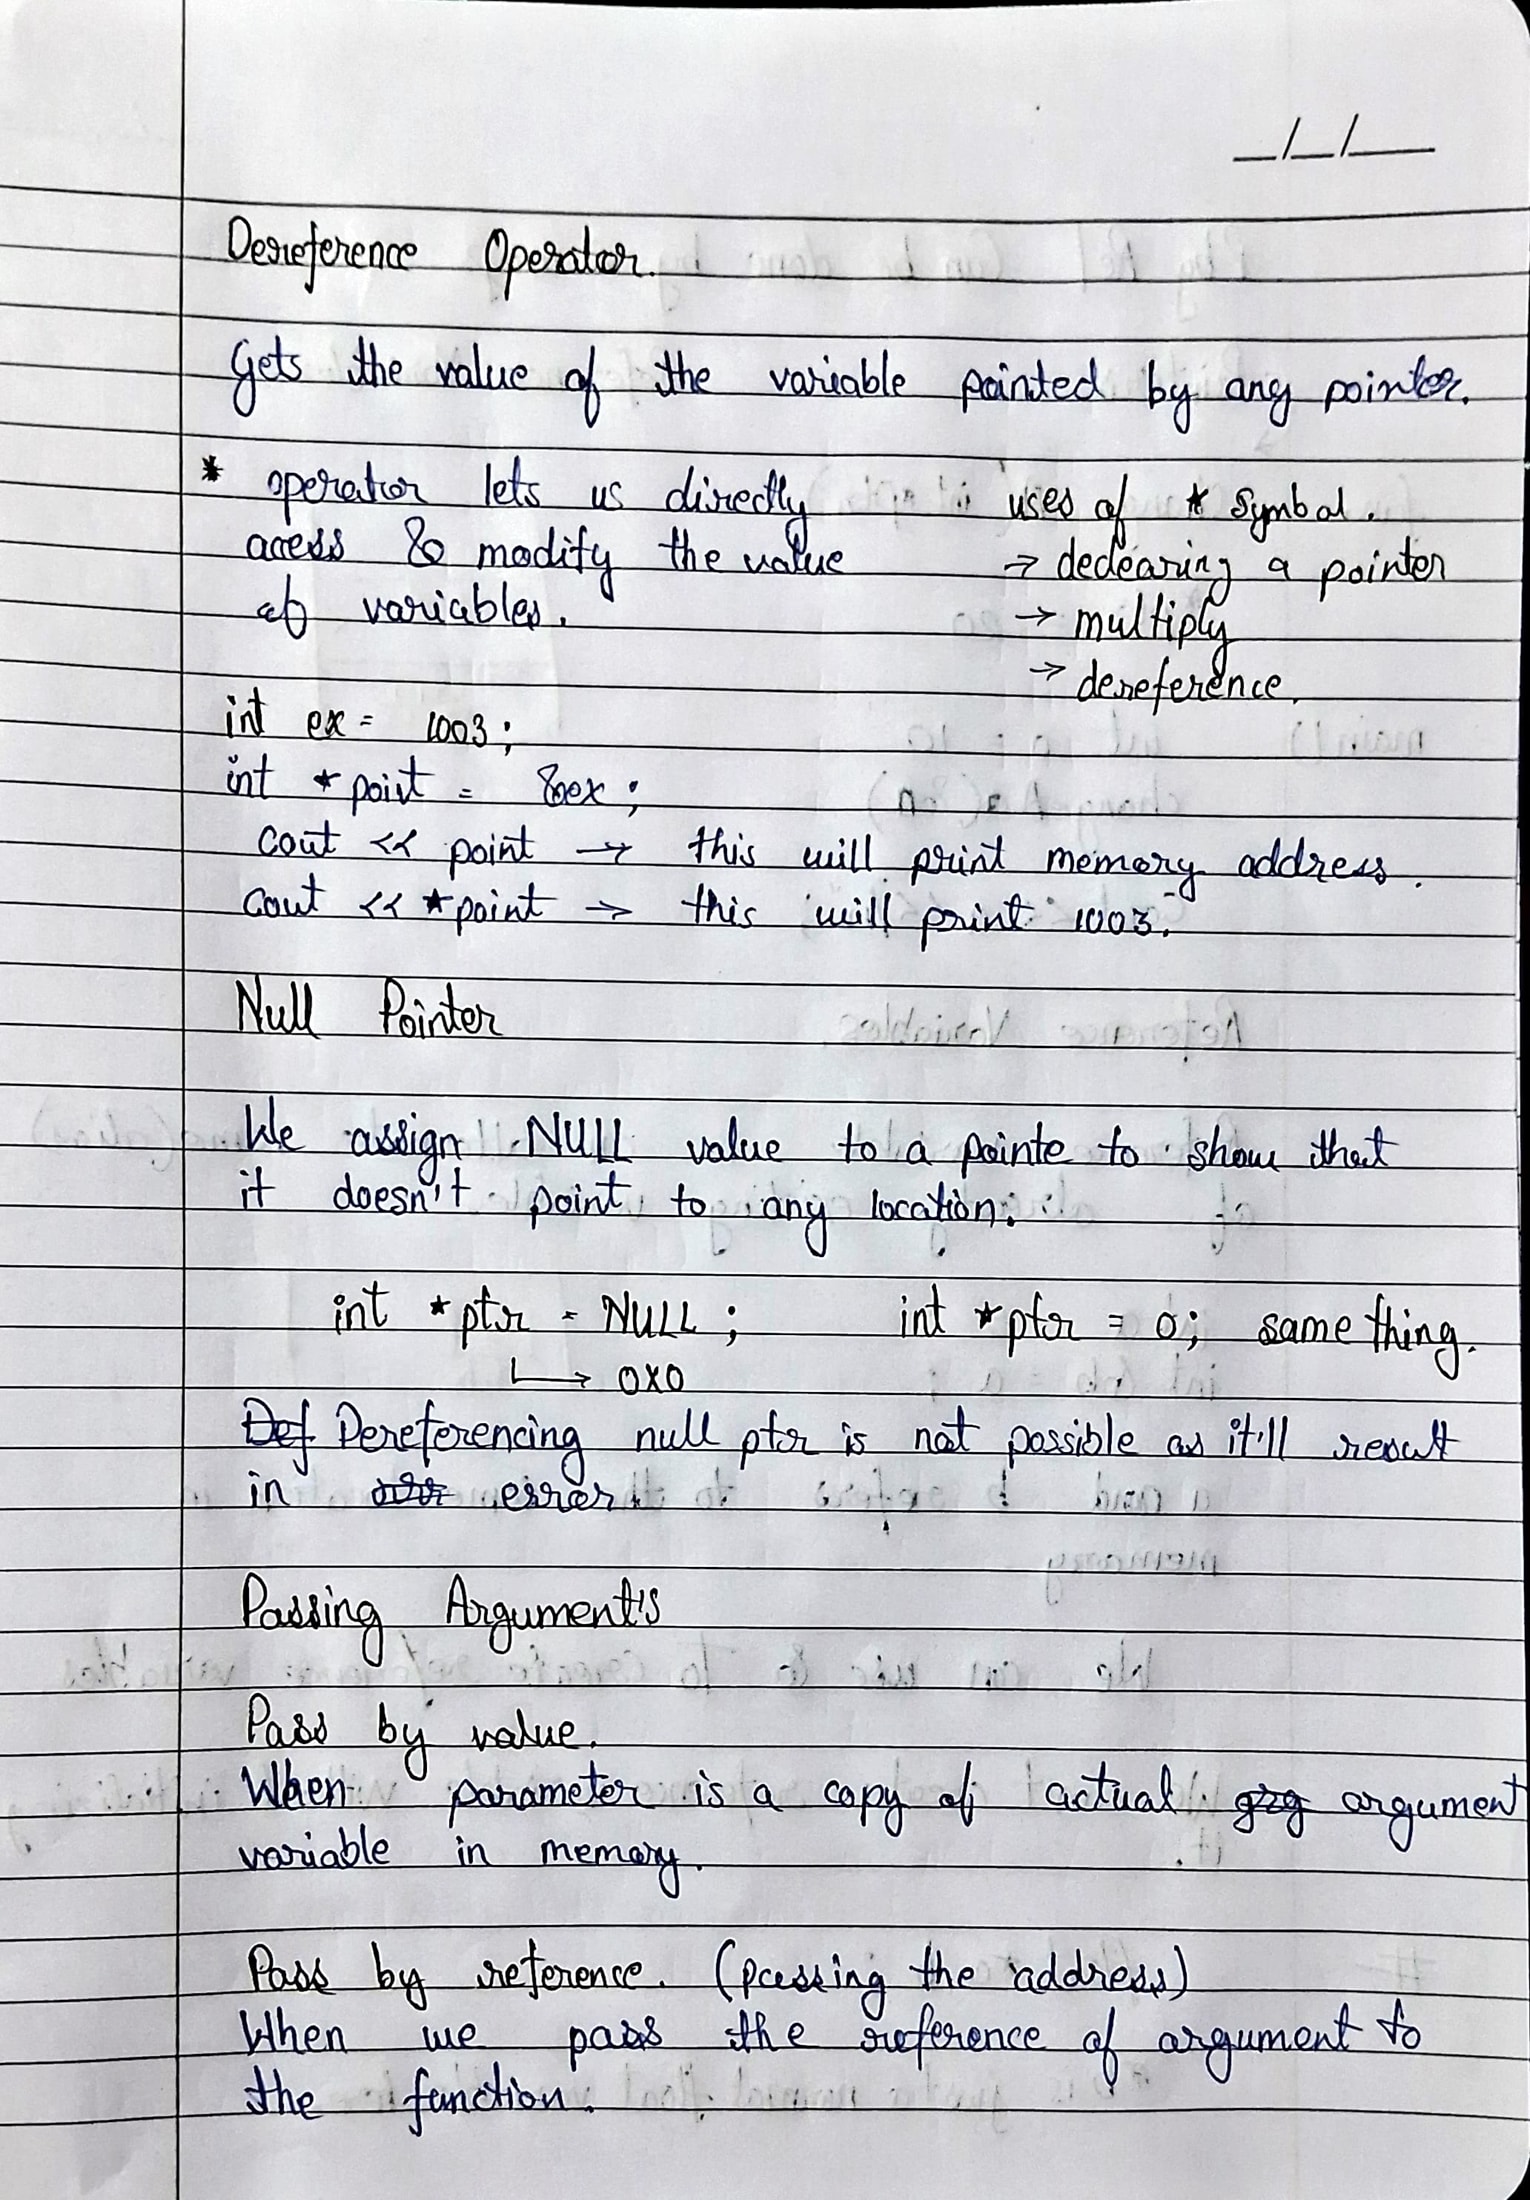 _/_/__
Dereference Operator.
Gets the value of the variable pointed by any pointer.
* operator lets us directly
acess & modify the value
of variables.
uses of * symbol.
→ declearing a pointer
→ multiply
→ dereference.
int ex = 1003;
int * point = &ex;
cout << point → this will print memory address.
cout << *point → this will print 1003.
Null Pointer
We assign NULL value to a pointe to show that
it doesn't point to any location.
int *ptr = NULL; int *ptr = 0; same thing.
↳ 0x0
Def Dereferencing null ptr is not possible as it'll result
in error.
Passing Argument's
Pass by value.
When parameter is a copy of actual argument
variable in memory.
Pass by reference. (passing the address)
When we pass the reference of argument to
the function.